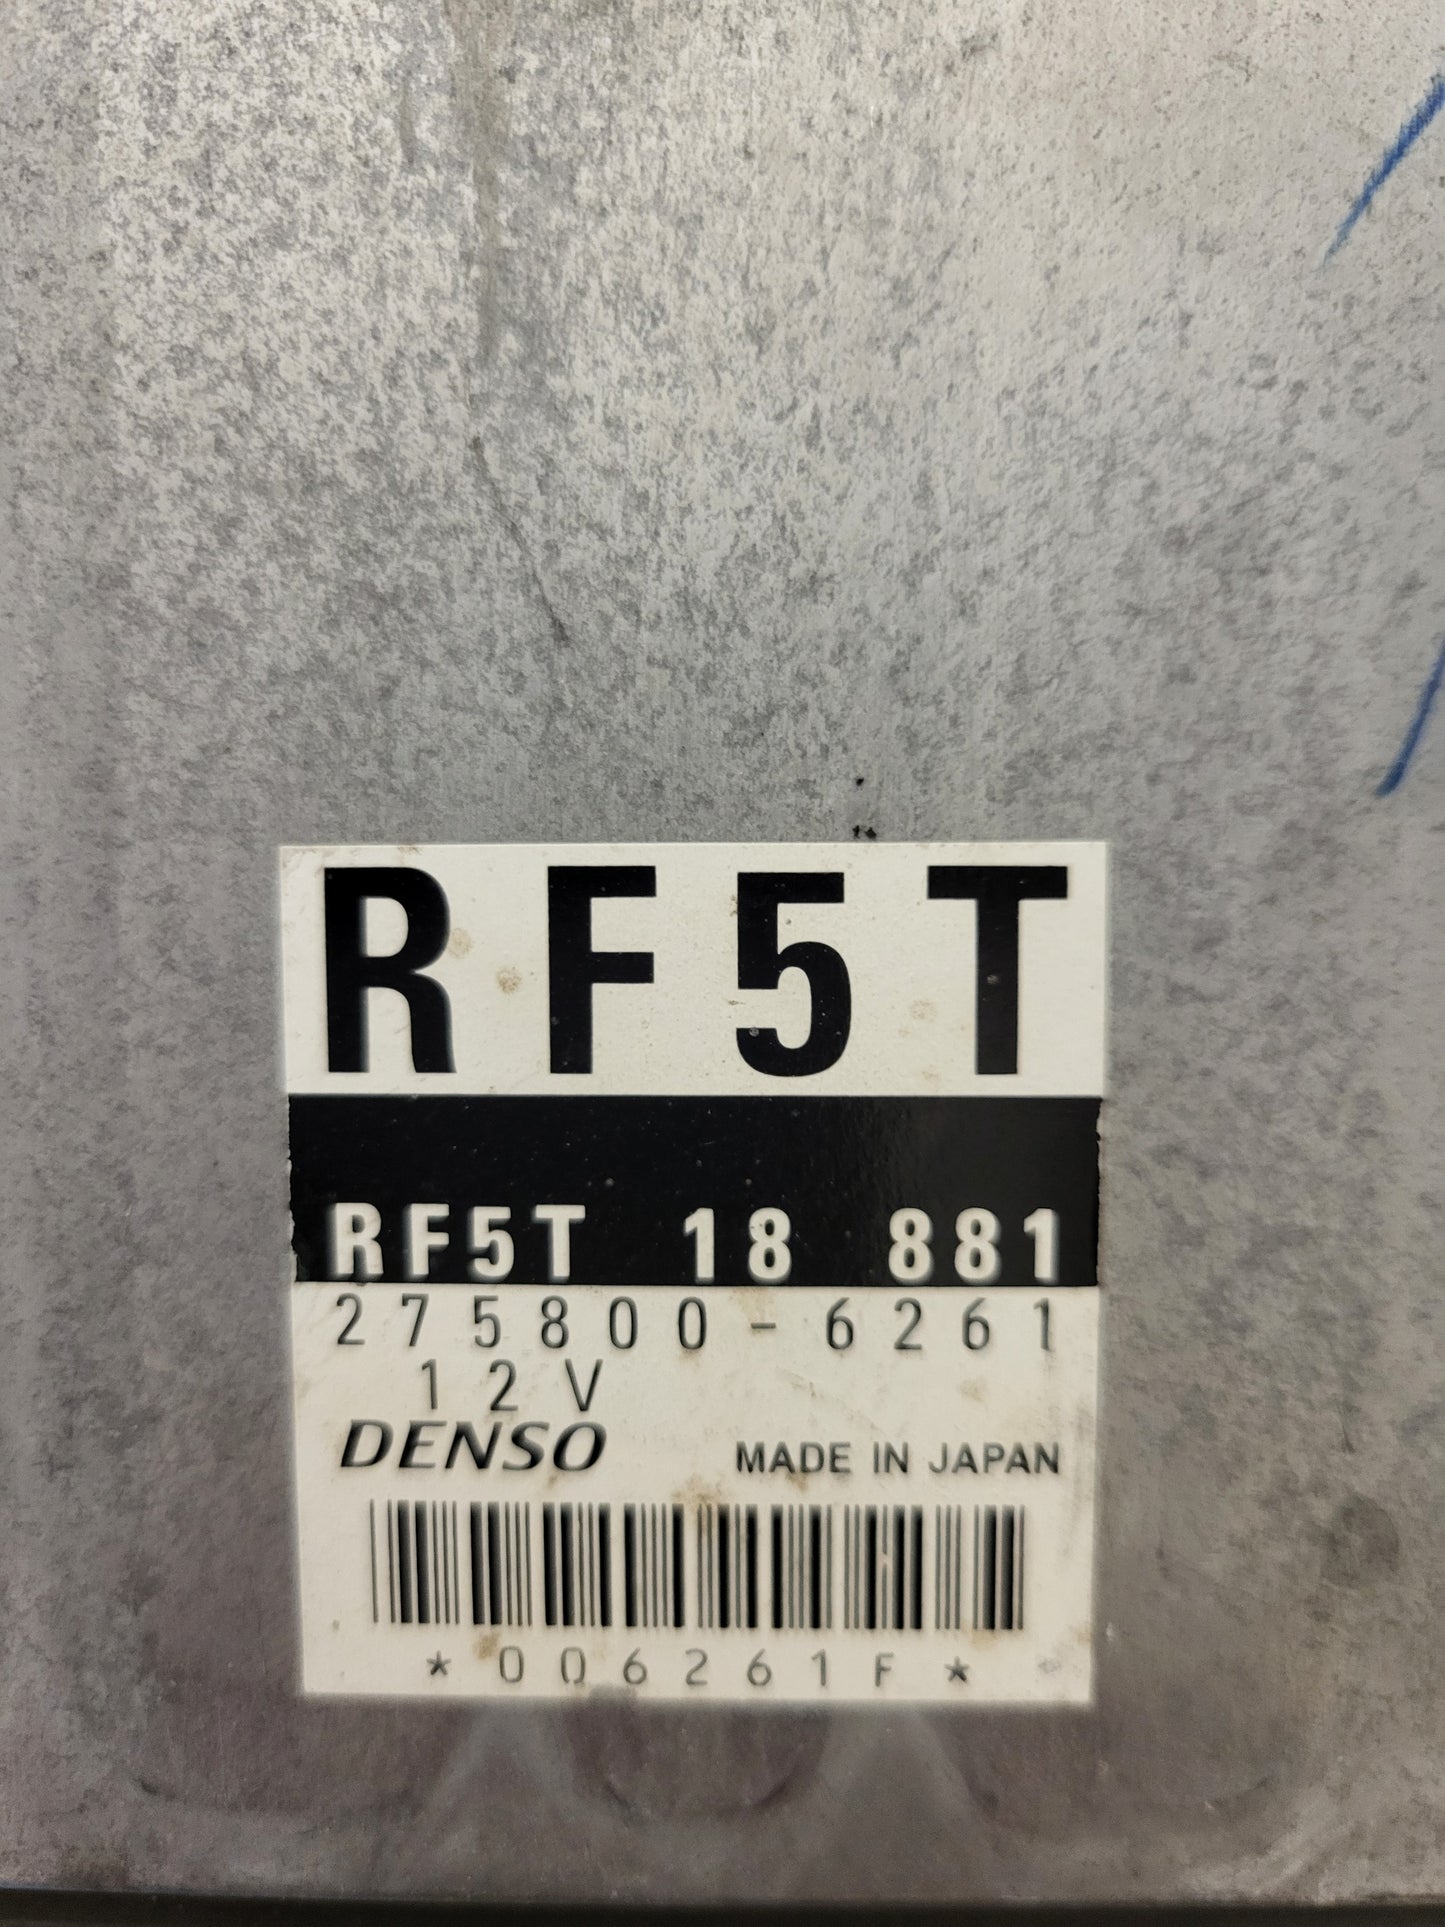 RF5T
RF5T 18 881
275800-6261
12V
DENSO MADE IN JAPAN
*006261F*